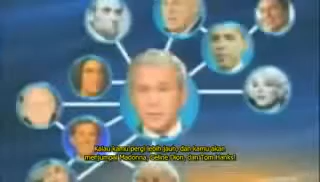 Kalau kamu pergi lebih jauh, dan kamu akan
menjumpai Madonna, Celine Dion, dan Tom Hanks!